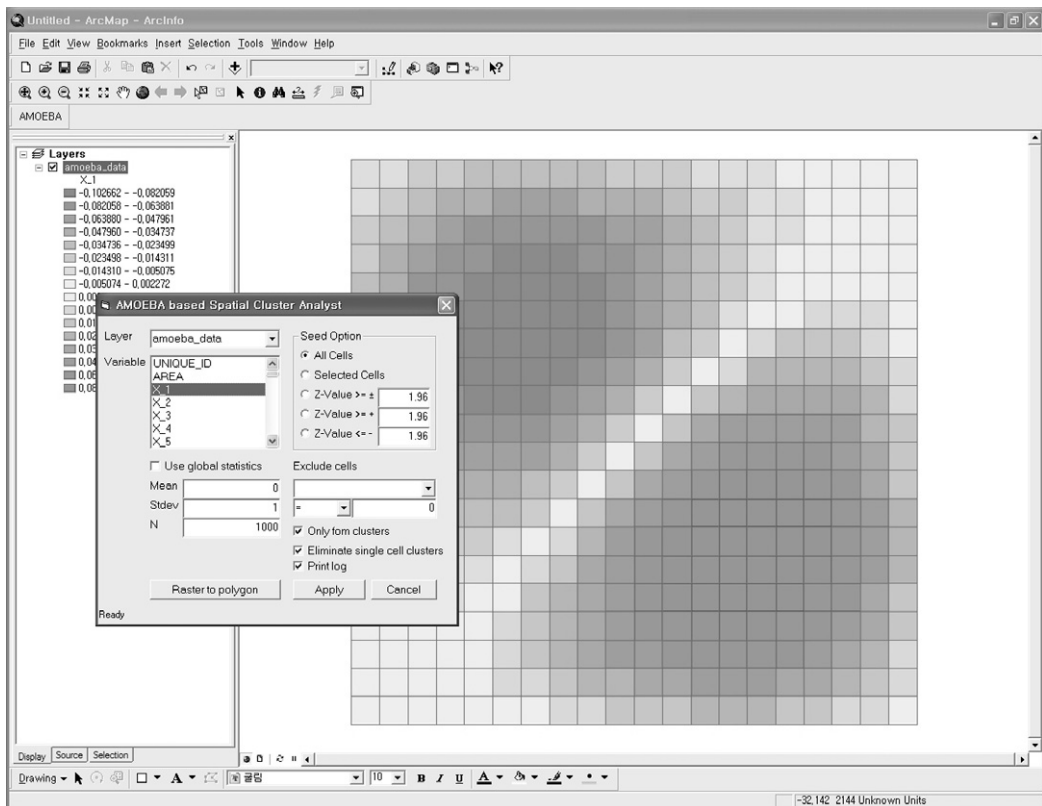 Untitled - ArcMap - ArcInfo
File Edit View Bookmarks Insert Selection Tools Window Help
AMOEBA
Layers
amoeba_data
X_1
-0,102662 - -0,082059
-0,082058 - -0,063881
-0,063880 - -0,047961
-0,047960 - -0,034737
-0,034736 - -0,023499
-0,023498 - -0,014311
-0,014310 - -0,005075
-0,005074 - 0,002272
AMOEBA based Spatial Cluster Analyst
Layer
amoeba_data
Variable
UNIQUE_ID
AREA
X_1
X_2
X_3
X_4
X_5
Seed Option
All Cells
Selected Cells
Z-Value >= ± 1.96
Z-Value >= + 1.96
Z-Value <= - 1.96
Use global statistics
Mean 0
Stdev 1
N 1000
Exclude cells
= 0
Only fom clusters
Eliminate single cell clusters
Print log
Raster to polygon
Apply
Cancel
Ready
Display Source Selection
Drawing
A
굴림
10
B I U A
-32,142 2144 Unknown Units